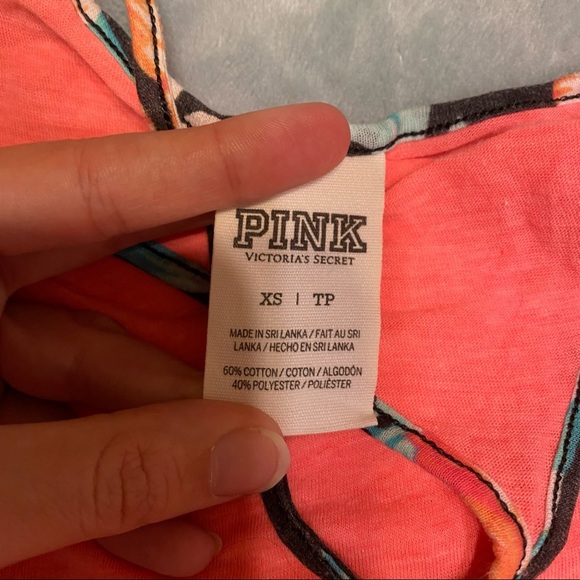 PINK
VICTORIA'S SECRET
XS | TP
MADE IN SRI LANKA / FAIT AU SRI
LANKA / HECHO EN SRI LANKA
60% COTTON / COTON / ALGODÓN
40% POLYESTER / POLIÉSTER